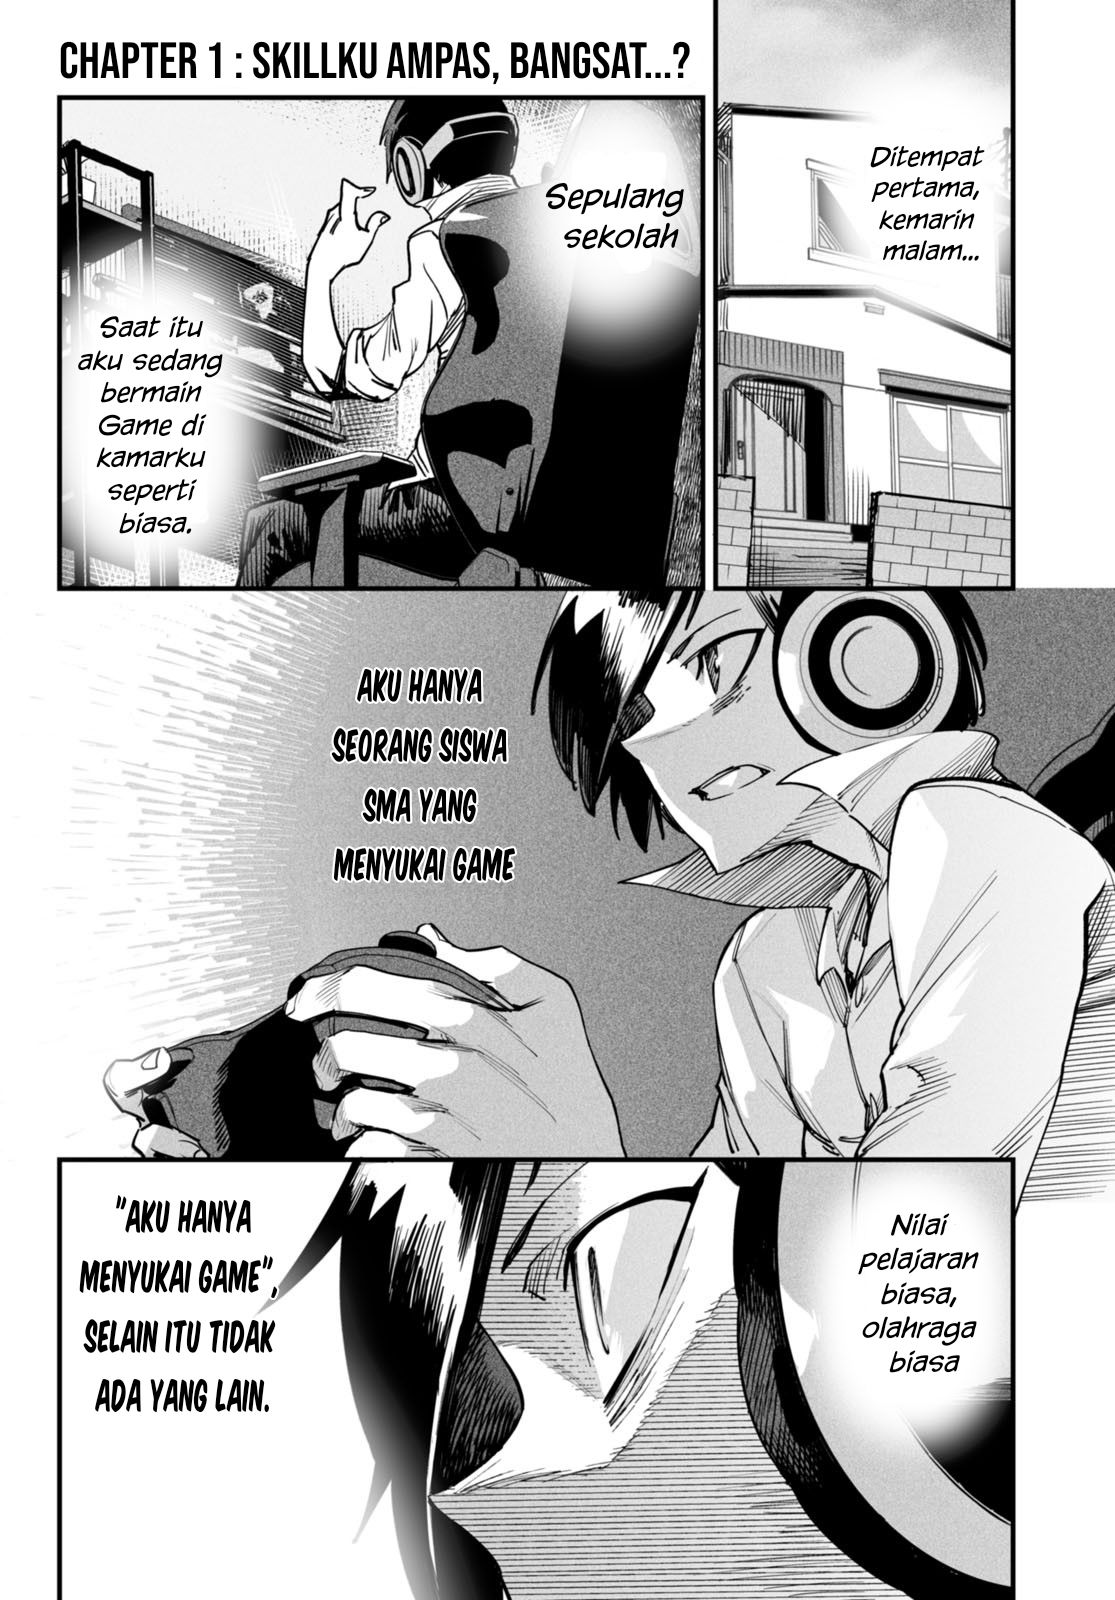 CHAPTER 1 : SKILLKU AMPAS, BANGSAT...?
Ditempat
pertama,
kemarin
malam...
Sepulang
sekolah
Saat itu
aku sedang
bermain
Game di
kamarku
seperti
biasa.
AKU HANYA
SEORANG SISWA
SMA YANG
MENYUKAI GAME
Nilai
pelajaran
biasa,
olahraga
biasa
"AKU HANYA
MENYUKAI GAME",
SELAIN ITU TIDAK
ADA YANG LAIN.